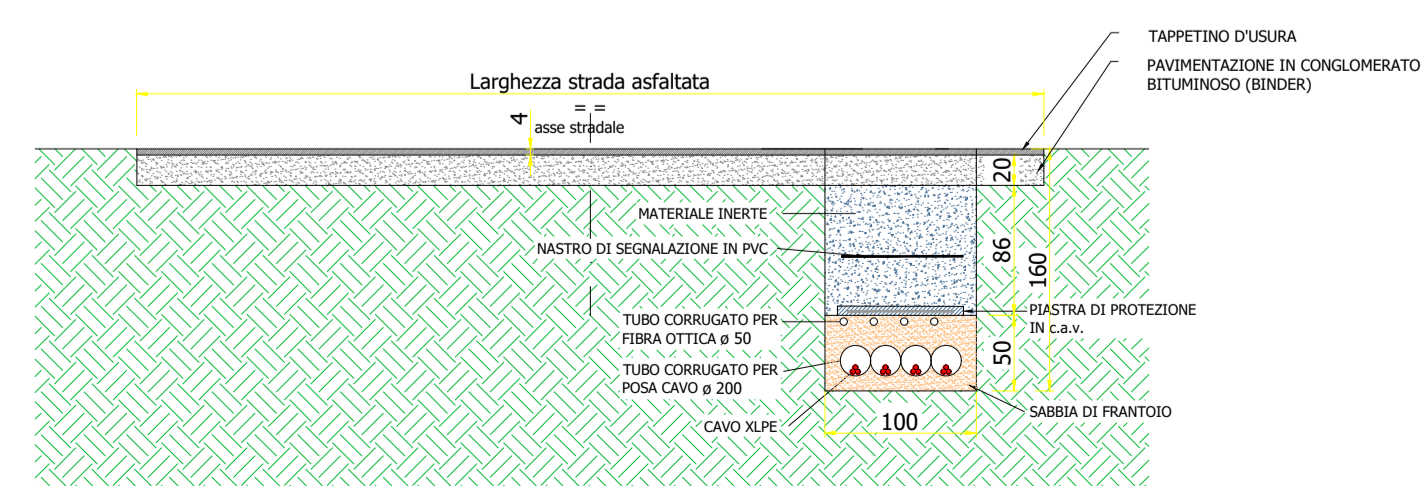 TAPPETINO D'USURA
PAVIMENTAZIONE IN CONGLOMERATO
BITUMINOSO (BINDER)
Larghezza strada asfaltata
= =
4
asse stradale
20
MATERIALE INERTE
NASTRO DI SEGNALAZIONE IN PVC
86
160
PIASTRA DI PROTEZIONE
IN c.a.v.
TUBO CORRUGATO PER
FIBRA OTTICA ø 50
50
TUBO CORRUGATO PER
POSA CAVO ø 200
SABBIA DI FRANTOIO
CAVO XLPE
100